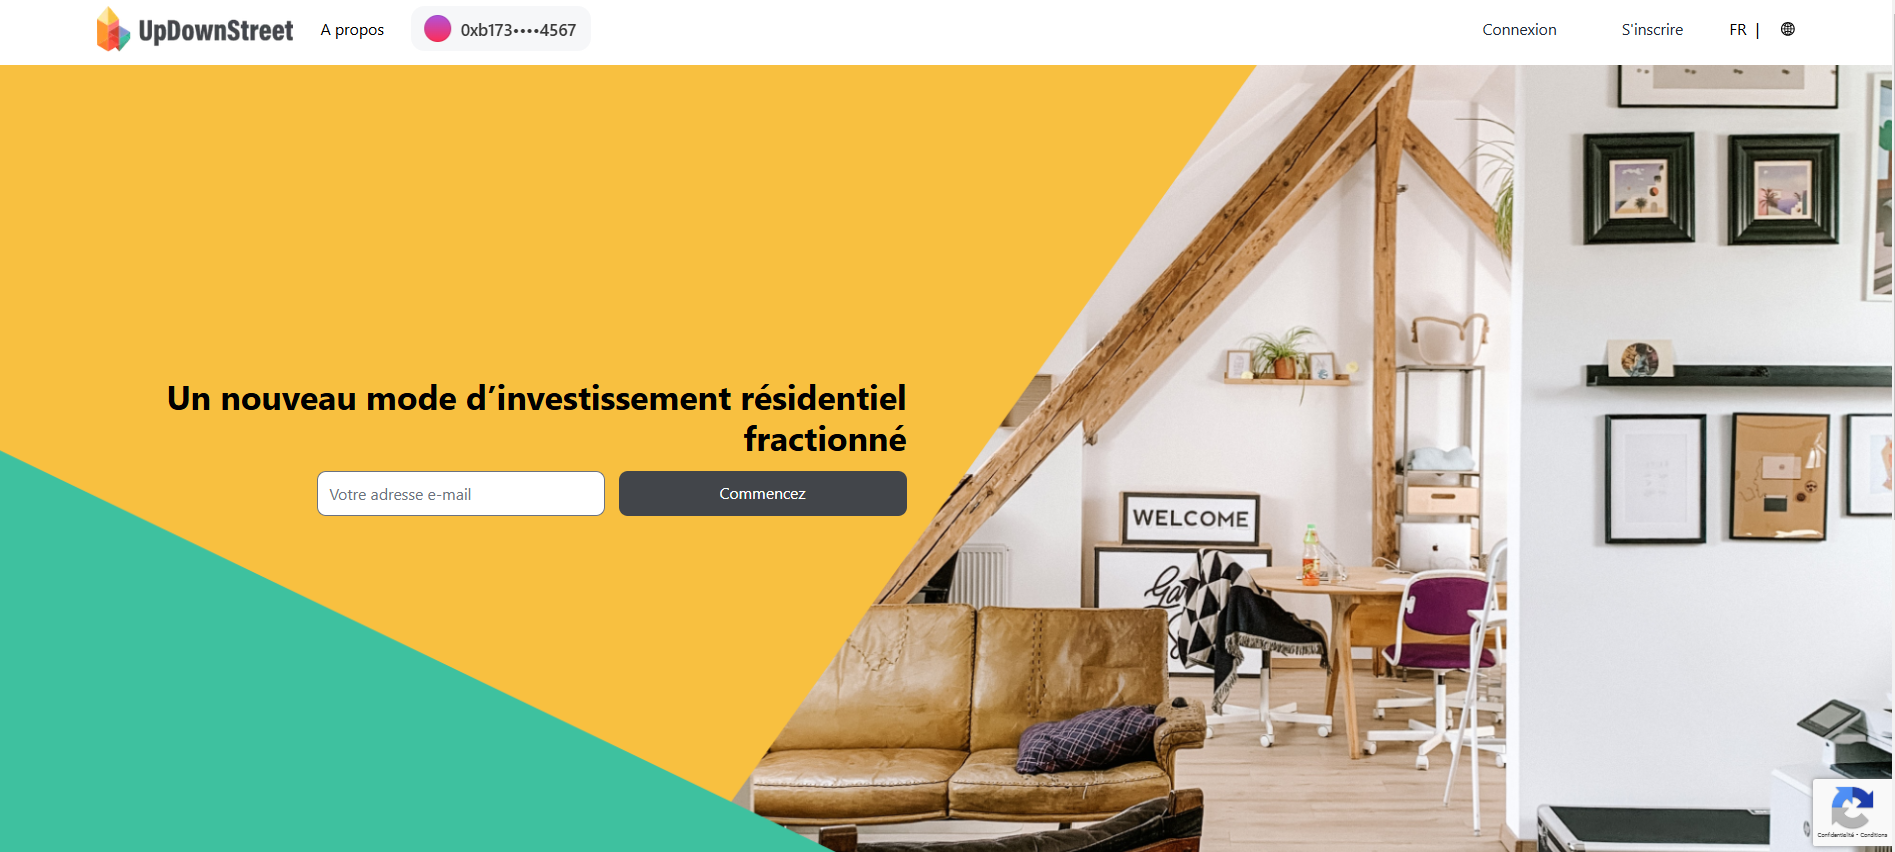 UpDownStreet
A propos
0xb173••••4567
Connexion
S'inscrire
FR |
Un nouveau mode d’investissement résidentiel
fractionné
Votre adresse e-mail
Commencez
WELCOME
Confidentialité - Conditions